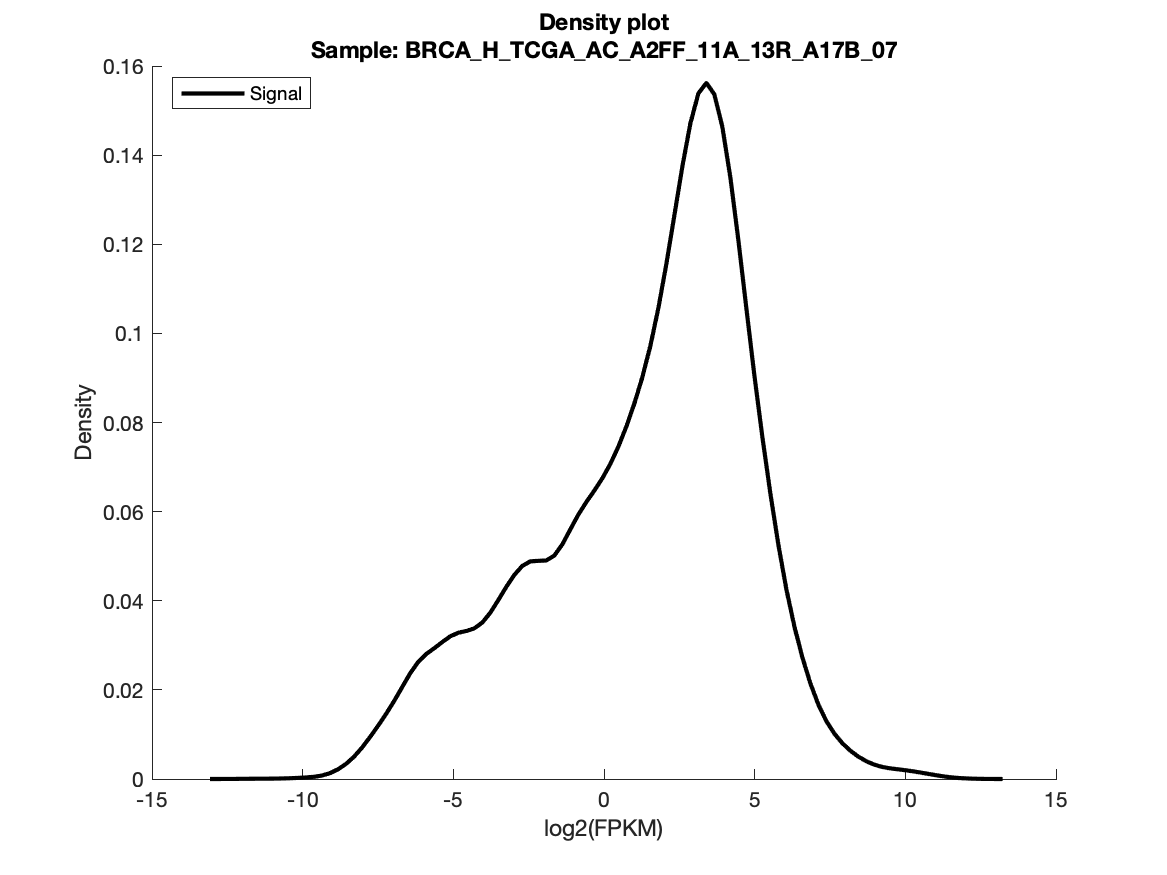 Density plot
Sample: BRCA_H_TCGA_AC_A2FF_11A_13R_A17B_07
Signal
0.16
0.14
0.12
0.1
0.08
0.06
0.04
0.02
0
Density
-15 -10 -5 0 5 10 15
log2(FPKM)